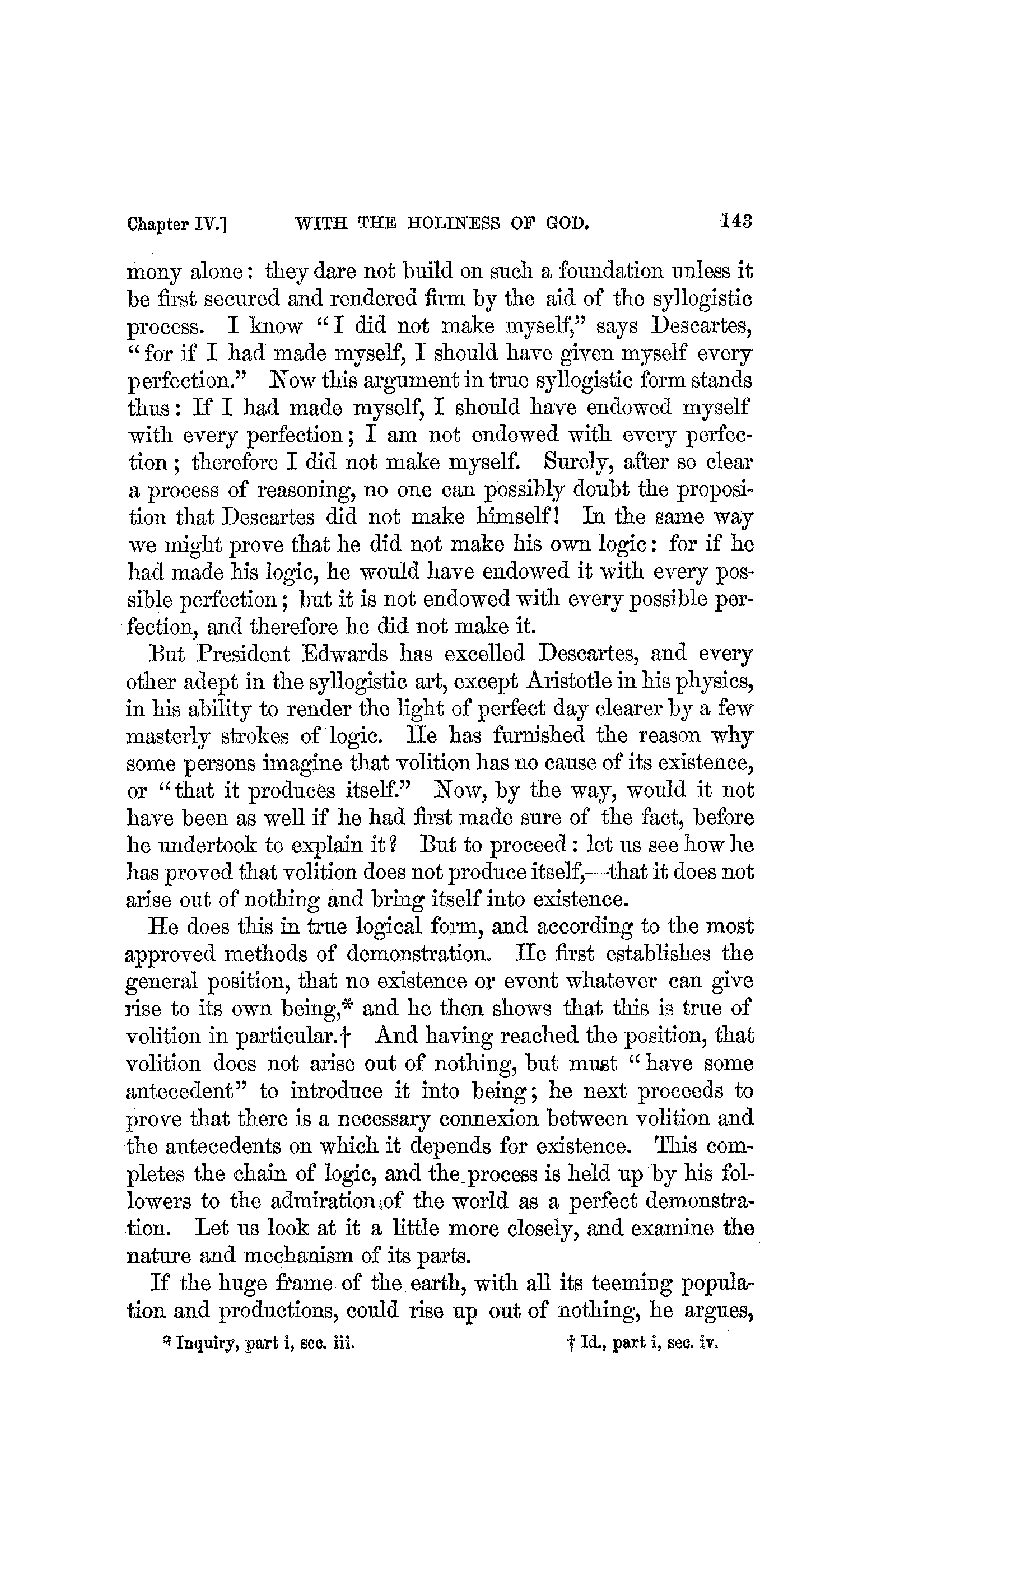 Chapter IV.] WITH THE HOLINESS OF GOD. 143
mony alone: they dare not build on such a foundation unless it
be first secured and rendered firm by the aid of the syllogistic
process. I know “I did not make myself,” says Descartes,
“for if I had made myself, I should have given myself every
perfection.” Now this argument in true syllogistic form stands
thus: If I had made myself, I should have endowed myself
with every perfection; I am not endowed with every perfec-
tion; therefore I did not make myself. Surely, after so clear
a process of reasoning, no one can possibly doubt the proposi-
tion that Descartes did not make himself! In the same way
we might prove that he did not make his own logic: for if he
had made his logic, he would have endowed it with every pos-
sible perfection; but it is not endowed with every possible per-
fection, and therefore he did not make it.
But President Edwards has excelled Descartes, and every
other adept in the syllogistic art, except Aristotle in his physics,
in his ability to render the light of perfect day clearer by a few
masterly strokes of logic. He has furnished the reason why
some persons imagine that volition has no cause of its existence,
or “that it produces itself.” Now, by the way, would it not
have been as well if he had first made sure of the fact, before
he undertook to explain it? But to proceed: let us see how he
has proved that volition does not produce itself,—that it does not
arise out of nothing and bring itself into existence.
He does this in true logical form, and according to the most
approved methods of demonstration. He first establishes the
general position, that no existence or event whatever can give
rise to its own being,* and he then shows that this is true of
volition in particular.† And having reached the position, that
volition does not arise out of nothing, but must “have some
antecedent” to introduce it into being; he next proceeds to
prove that there is a necessary connexion between volition and
the antecedents on which it depends for existence. This com-
pletes the chain of logic, and the process is held up by his fol-
lowers to the admiration of the world as a perfect demonstra-
tion. Let us look at it a little more closely, and examine the
nature and mechanism of its parts.
If the huge frame of the earth, with all its teeming popula-
tion and productions, could rise up out of nothing, he argues,
* Inquiry, part i, sec. iii. † Id., part i, sec. iv.